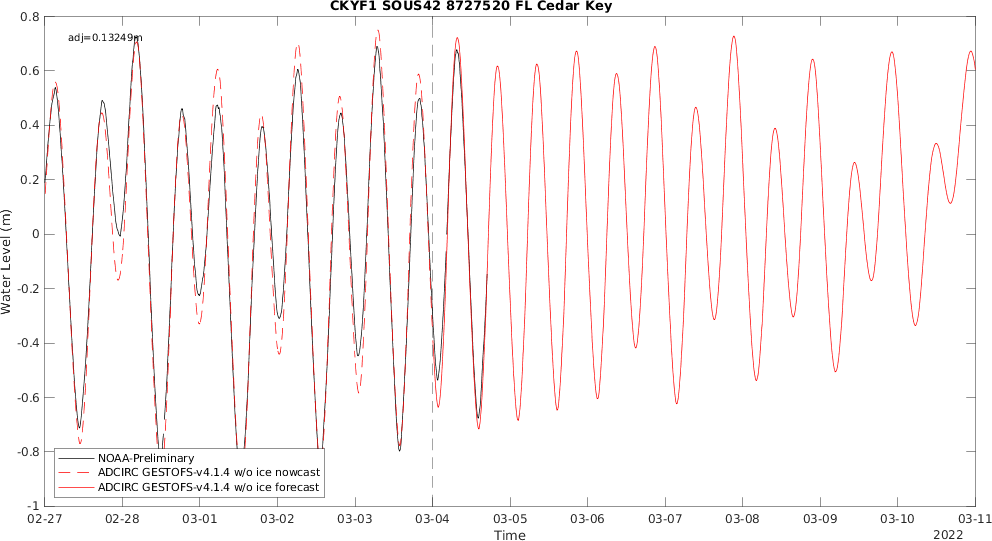 CKYF1 SOUS42 8727520 FL Cedar Key
adj=0.13249m
0.8
0.6
0.4
0.2
0
-0.2
-0.4
-0.6
-0.8
-1
Water Level (m)
NOAA-Preliminary
ADCIRC GESTOFS-v4.1.4 w/o ice nowcast
ADCIRC GESTOFS-v4.1.4 w/o ice forecast
02-27 02-28 03-01 03-02 03-03 03-04 03-05 03-06 03-07 03-08 03-09 03-10 03-11
Time
2022